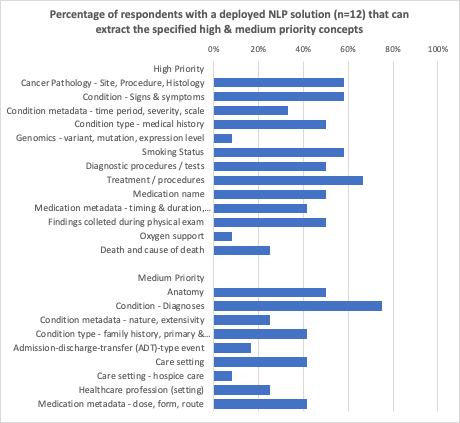 Percentage of respondents with a deployed NLP solution (n=12) that can
extract the specified high & medium priority concepts
0% 20% 40% 60% 80% 100%
High Priority
Cancer Pathology - Site, Procedure, Histology
Condition - Signs & symptoms
Condition metadata - time period, severity, scale
Condition type - medical history
Genomics - variant, mutation, expression level
Smoking Status
Diagnostic procedures / tests
Treatment / procedures
Medication name
Medication metadata - timing & duration,...
Findings colleted during physical exam
Oxygen support
Death and cause of death
Medium Priority
Anatomy
Condition - Diagnoses
Condition metadata - nature, extensivity
Condition type - family history, primary &...
Admission-discharge-transfer (ADT)-type event
Care setting
Care setting - hospice care
Healthcare profession (setting)
Medication metadata - dose, form, route